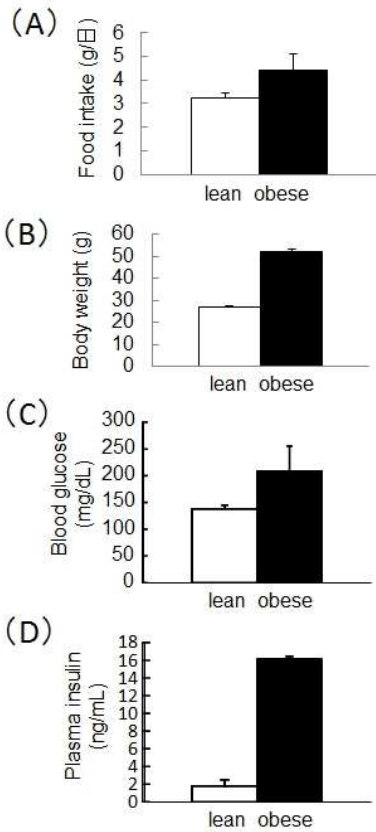 (A)
Food intake (g/日)
6
5
4
3
2
1
0
lean obese
(B)
Body weight (g)
60
50
40
30
20
10
0
lean obese
(C)
Blood glucose
(mg/dL)
300
250
200
150
100
50
0
lean obese
(D)
Plasma insulin
(ng/mL)
18
16
14
12
10
8
6
4
2
0
lean obese